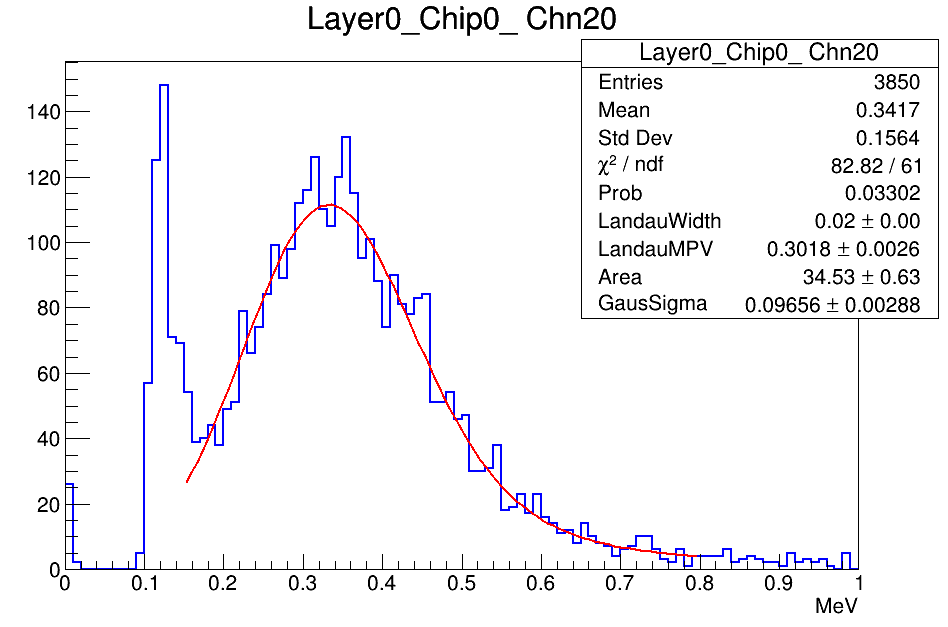 Layer0_Chip0_ Chn20
Layer0_Chip0_ Chn20
Entries 3850
Mean 0.3417
Std Dev 0.1564
χ² / ndf 82.82 / 61
Prob 0.03302
LandauWidth 0.02 ± 0.00
LandauMPV 0.3018 ± 0.0026
Area 34.53 ± 0.63
GausSigma 0.09656 ± 0.00288
140
120
100
80
60
40
20
0
0 0.1 0.2 0.3 0.4 0.5 0.6 0.7 0.8 0.9 1
MeV